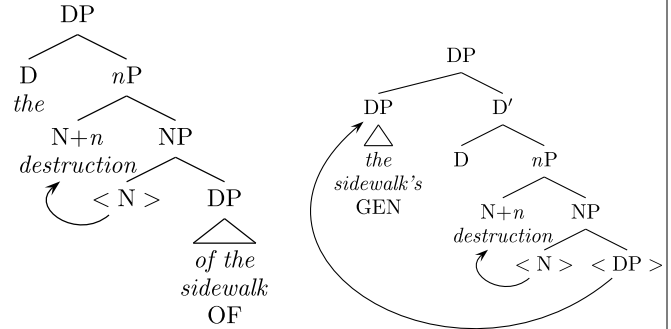 DP
D nP
the
N+n NP
destruction
< N > DP
of the
sidewalk
OF
DP
DP D′
the
sidewalk's
GEN
D nP
N+n NP
destruction
< N > < DP >